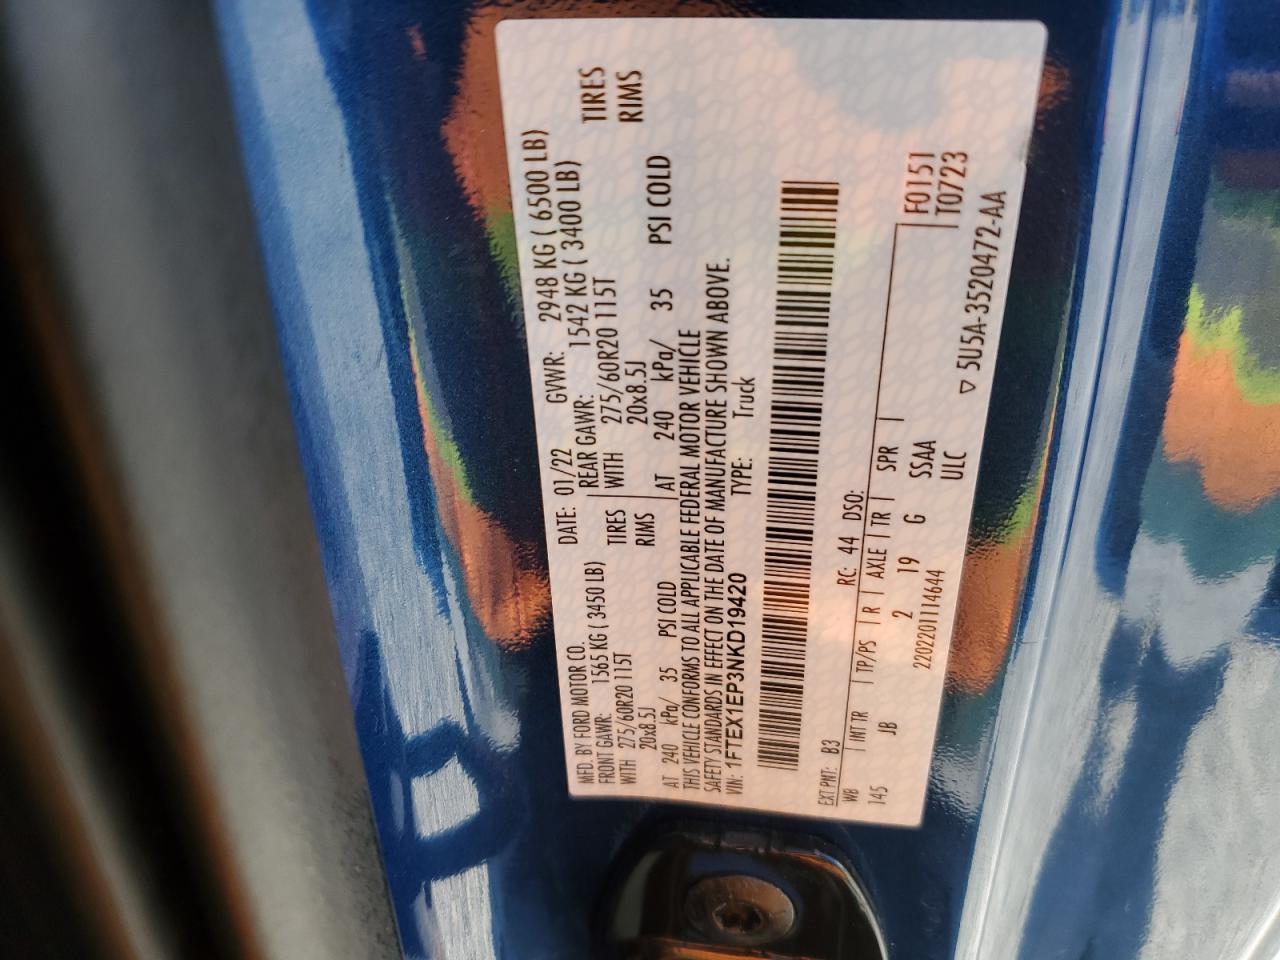 MFD. BY FORD MOTOR CO. DATE: 01/22 GVWR: 2948 KG ( 6500 LB)
FRONT GAWR: 1565 KG ( 3450 LB) REAR GAWR: 1542 KG ( 3400 LB)
WITH 275/60R20 115T TIRES WITH 275/60R20 115T TIRES
20x8.5J RIMS 20x8.5J RIMS
AT 240 kPa/ 35 PSI COLD AT 240 kPa/ 35 PSI COLD
THIS VEHICLE CONFORMS TO ALL APPLICABLE FEDERAL MOTOR VEHICLE
SAFETY STANDARDS IN EFFECT ON THE DATE OF MANUFACTURE SHOWN ABOVE.
VIN: 1FTEX1EP3NKD19420 TYPE: Truck
EXT PNT: B3 RC: 44 DSO:
WB INT TR TP/PS R AXLE TR SPR F0151
145 JB 2 19 G SSAA T0723
220220114644 ULC
▽ 5U5A-3520472-AA